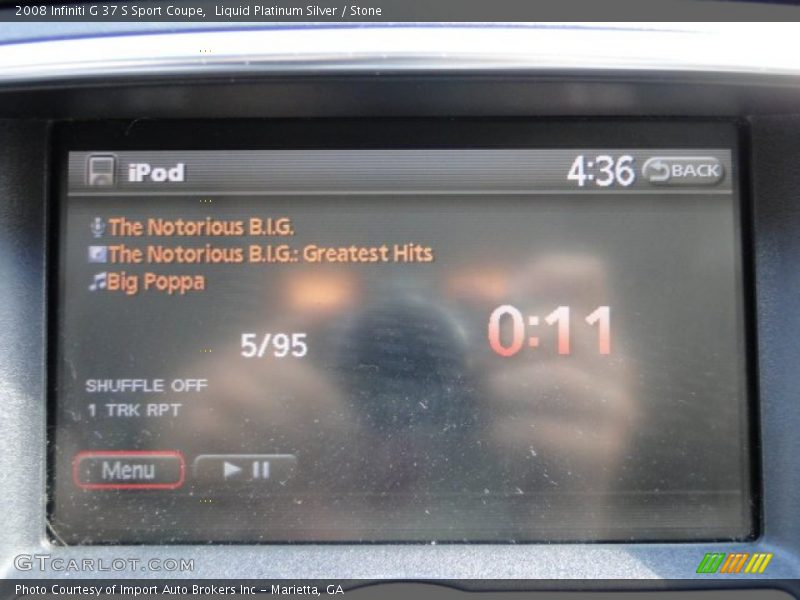 2008 Infiniti G 37 S Sport Coupe,  Liquid Platinum Silver / Stone
iPod 4:36 BACK
The Notorious B.I.G.
The Notorious B.I.G.: Greatest Hits
Big Poppa
5/95 0:11
SHUFFLE OFF
1 TRK RPT
Menu
GTCARLOT.COM
Photo Courtesy of Import Auto Brokers Inc - Marietta, GA